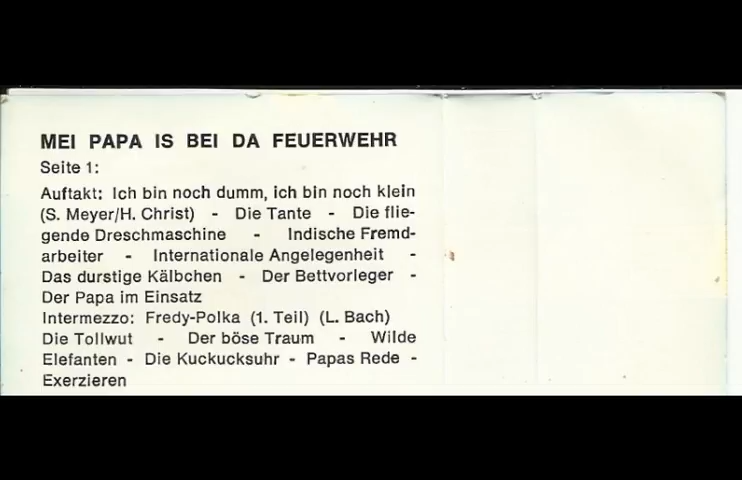 MEI PAPA IS BEI DA FEUERWEHR
Seite 1:
Auftakt: Ich bin noch dumm, ich bin noch klein
(S. Meyer/H. Christ) - Die Tante - Die flie-
gende Dreschmaschine - Indische Fremd-
arbeiter - Internationale Angelegenheit -
Das durstige Kälbchen - Der Bettvorleger -
Der Papa im Einsatz
Intermezzo: Fredy-Polka (1. Teil) (L. Bach)
Die Tollwut - Der böse Traum - Wilde
Elefanten - Die Kuckucksuhr - Papas Rede -
Exerzieren